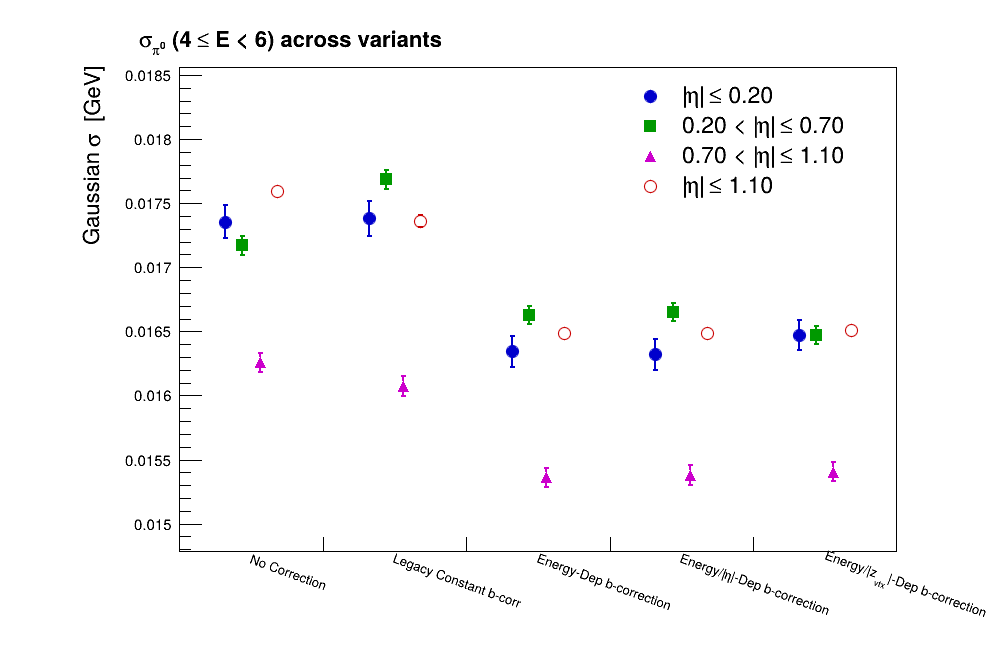 σπ⁰ (4 ≤ E < 6) across variants
Gaussian σ [GeV]
0.0185
0.018
0.0175
0.017
0.0165
0.016
0.0155
0.015
|η| ≤ 0.20
0.20 < |η| ≤ 0.70
0.70 < |η| ≤ 1.10
|η| ≤ 1.10
No Correction
Legacy Constant b-corr
Energy-Dep b-correction
Energy/|η|-Dep b-correction
Energy/|z_vtx|-Dep b-correction